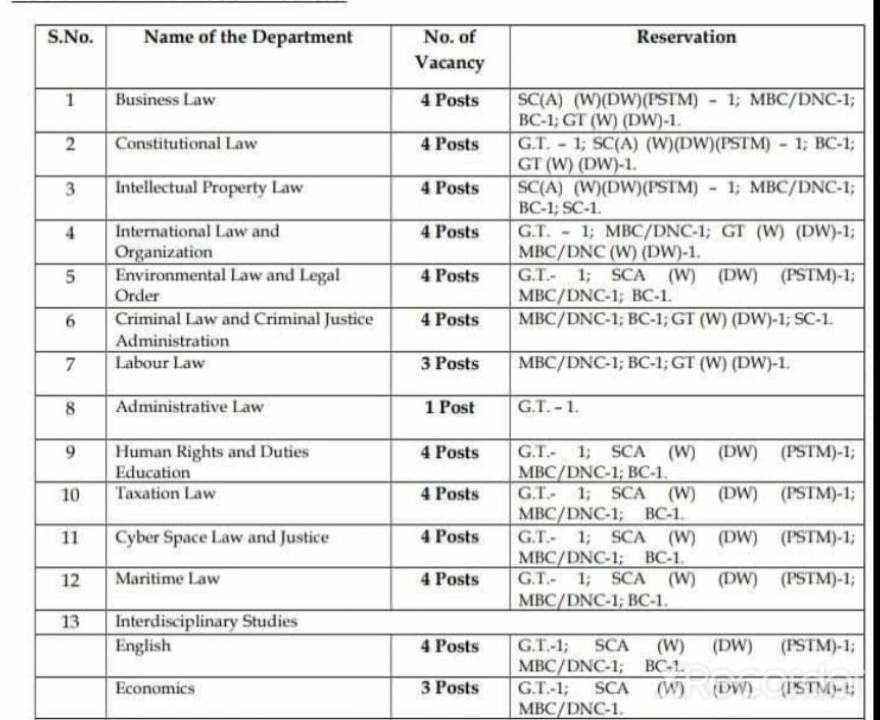 S.No. Name of the Department No. of Vacancy Reservation
1 Business Law 4 Posts SC(A) (W)(DW)(PSTM) – 1; MBC/DNC-1;
BC-1; GT (W) (DW)-1.
2 Constitutional Law 4 Posts G.T. – 1; SC(A) (W)(DW)(PSTM) – 1; BC-1;
GT (W) (DW)-1.
3 Intellectual Property Law 4 Posts SC(A) (W)(DW)(PSTM) – 1; MBC/DNC-1;
BC-1; SC-1.
4 International Law and 4 Posts G.T. – 1; MBC/DNC-1; GT (W) (DW)-1;
Organization MBC/DNC (W) (DW)-1.
5 Environmental Law and Legal 4 Posts G.T.- 1; SCA (W) (DW) (PSTM)-1;
Order MBC/DNC-1; BC-1.
6 Criminal Law and Criminal Justice 4 Posts MBC/DNC-1; BC-1; GT (W) (DW)-1; SC-1.
Administration
7 Labour Law 3 Posts MBC/DNC-1; BC-1; GT (W) (DW)-1.
8 Administrative Law 1 Post G.T. – 1.
9 Human Rights and Duties 4 Posts G.T.- 1; SCA (W) (DW) (PSTM)-1;
Education MBC/DNC-1; BC-1.
10 Taxation Law 4 Posts G.T.- 1; SCA (W) (DW) (PSTM)-1;
MBC/DNC-1; BC-1.
11 Cyber Space Law and Justice 4 Posts G.T.- 1; SCA (W) (DW) (PSTM)-1;
MBC/DNC-1; BC-1.
12 Maritime Law 4 Posts G.T.- 1; SCA (W) (DW) (PSTM)-1;
MBC/DNC-1; BC-1.
13 Interdisciplinary Studies
English 4 Posts G.T.-1; SCA (W) (DW) (PSTM)-1;
MBC/DNC-1; BC-1.
Economics 3 Posts G.T.-1; SCA (W) (DW) (PSTM)-1;
MBC/DNC-1.
XRecorder